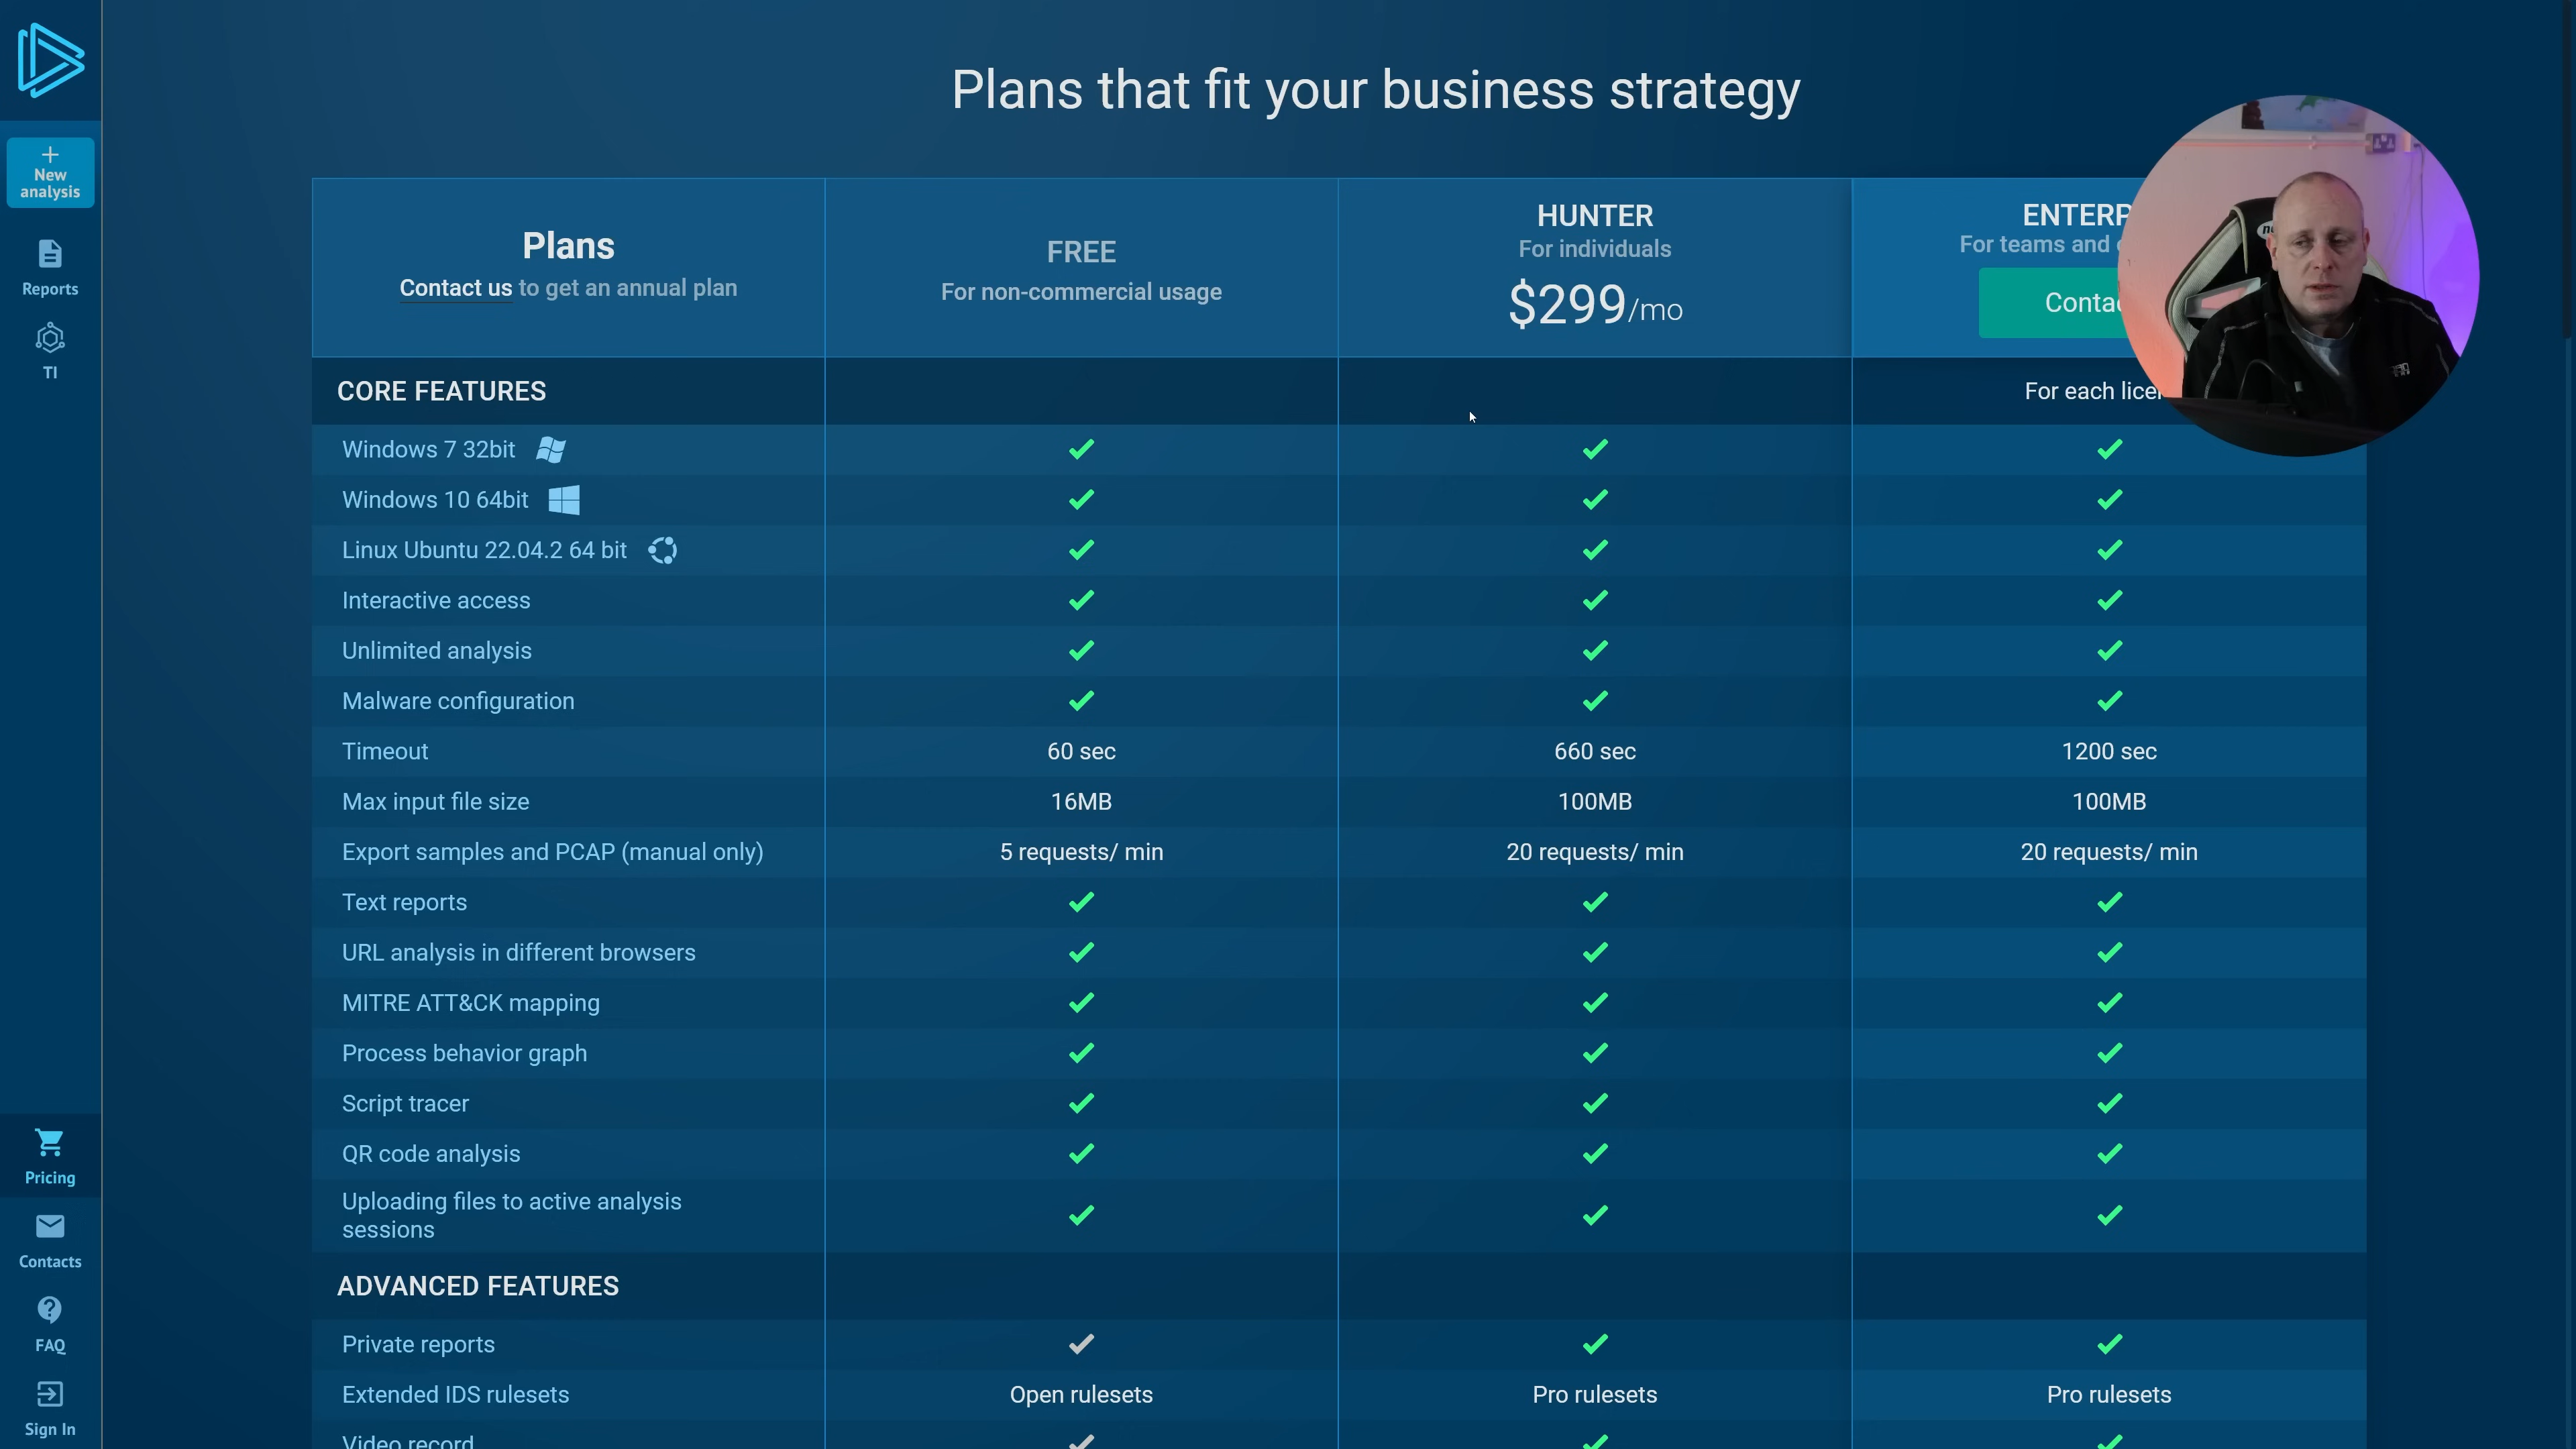 Plans that fit your business strategy
New
analysis
Reports
TI
Pricing
Contacts
FAQ
Sign In
Plans
Contact us to get an annual plan
FREE
For non-commercial usage
HUNTER
For individuals
$299/mo
For teams and
CORE FEATURES
For each
Windows 7 32bit
Windows 10 64bit
Linux Ubuntu 22.04.2 64 bit
Interactive access
Unlimited analysis
Malware configuration
Timeout 60 sec 660 sec 1200 sec
Max input file size 16MB 100MB 100MB
Export samples and PCAP (manual only) 5 requests/ min 20 requests/ min 20 requests/ min
Text reports
URL analysis in different browsers
MITRE ATT&CK mapping
Process behavior graph
Script tracer
QR code analysis
Uploading files to active analysis
sessions
ADVANCED FEATURES
Private reports
Extended IDS rulesets Open rulesets Pro rulesets Pro rulesets
Video record